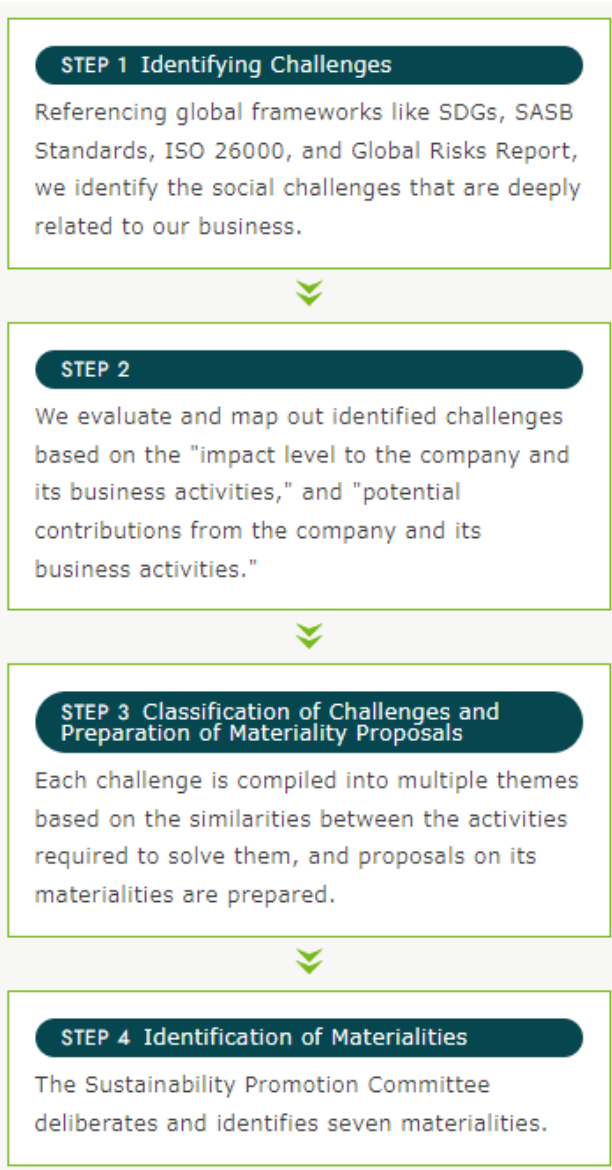 STEP 1 Identifying Challenges
Referencing global frameworks like SDGs, SASB
Standards, ISO 26000, and Global Risks Report,
we identify the social challenges that are deeply
related to our business.
STEP 2
We evaluate and map out identified challenges
based on the "impact level to the company and
its business activities," and "potential
contributions from the company and its
business activities."
STEP 3 Classification of Challenges and
Preparation of Materiality Proposals
Each challenge is compiled into multiple themes
based on the similarities between the activities
required to solve them, and proposals on its
materialities are prepared.
STEP 4 Identification of Materialities
The Sustainability Promotion Committee
deliberates and identifies seven materialities.